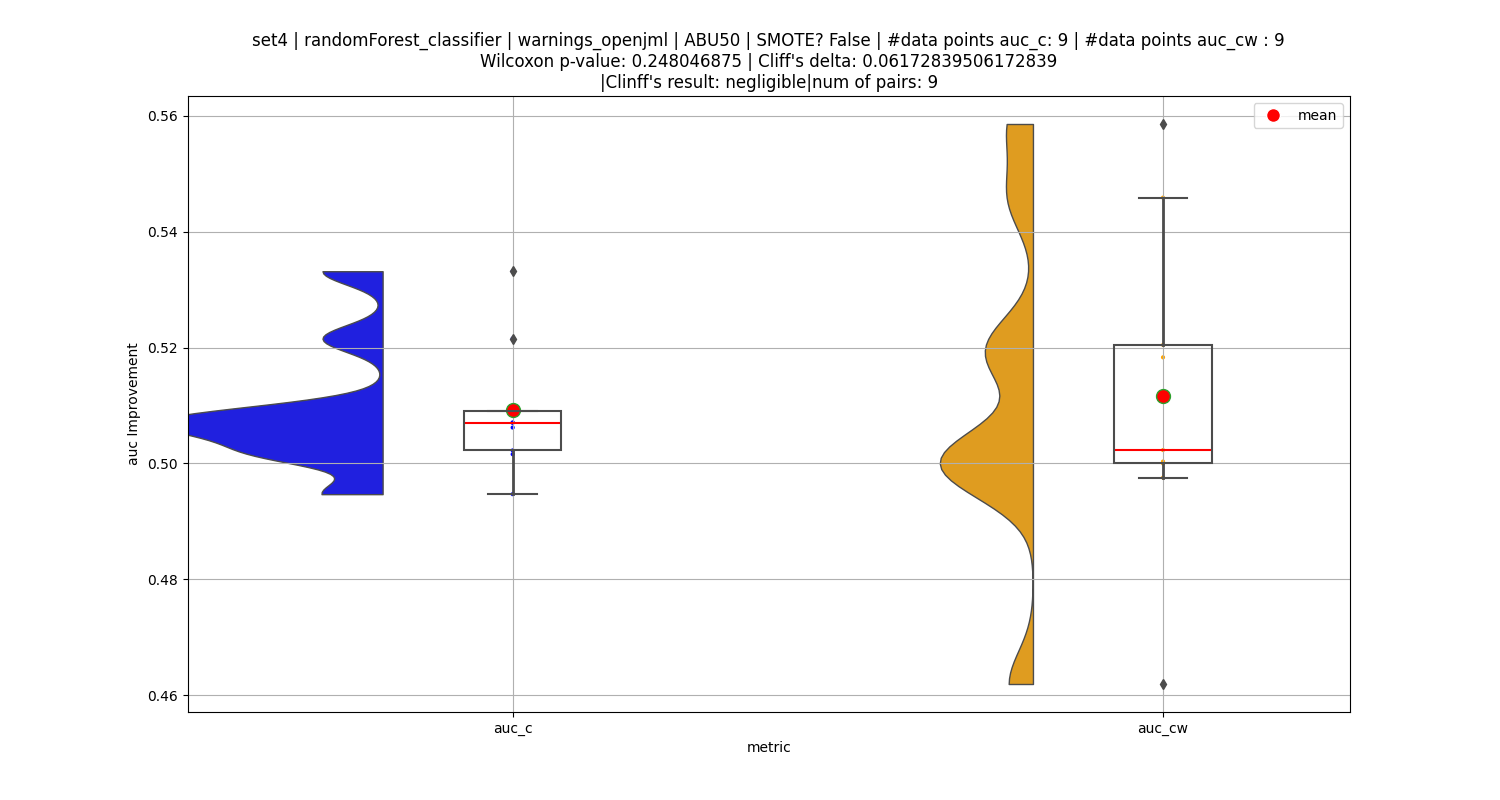 set4 | randomForest_classifier | warnings_openjml | ABU50 | SMOTE? False | #data points auc_c: 9 | #data points auc_cw : 9
Wilcoxon p-value: 0.248046875 | Cliff's delta: 0.06172839506172839
|Clinff's result: negligible|num of pairs: 9
mean
0.56
0.54
0.52
0.50
0.48
0.46
auc Improvement
auc_c
auc_cw
metric